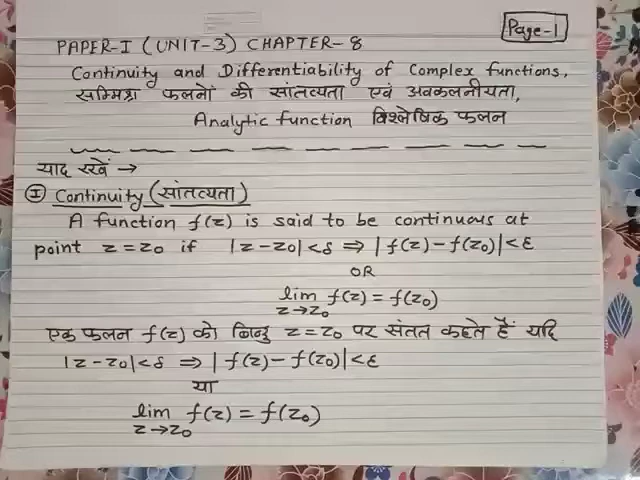 Page-1
PAPER-I (UNIT-3) CHAPTER-8
Continuity and Differentiability of Complex functions,
सम्मिश्र फलनों की सांतत्यता एवं अवकलनीयता,
Analytic function विश्लेषिक फलन
याद रखें →
① Continuity (सांतत्यता)
A function f(z) is said to be continuous at
point z = z₀ if |z-z₀|<δ ⇒ |f(z)-f(z₀)|<ε
OR
lim f(z) = f(z₀)
z→z₀
एक फलन f(z) को बिन्दु z=z₀ पर संतत कहते हैं यदि
|z-z₀|<δ ⇒ |f(z)-f(z₀)|<ε
या
lim f(z) = f(z₀)
z→z₀